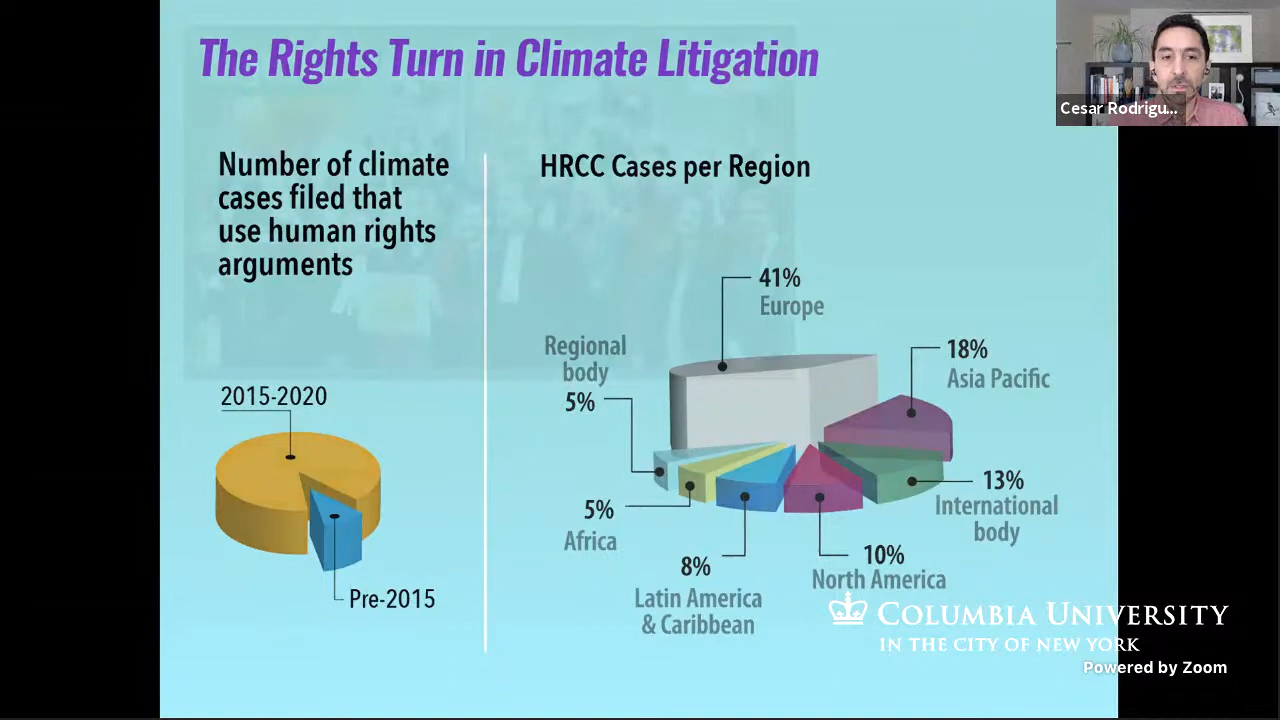 The Rights Turn in Climate Litigation
Cesar Rodrigu...
Number of climate
cases filed that
use human rights
arguments
2015-2020
Pre-2015
HRCC Cases per Region
41%
Europe
18%
Asia Pacific
13%
International
body
10%
North America
8%
Latin America
& Caribbean
5%
Africa
Regional
body
5%
COLUMBIA UNIVERSITY
IN THE CITY OF NEW YORK
Powered by Zoom